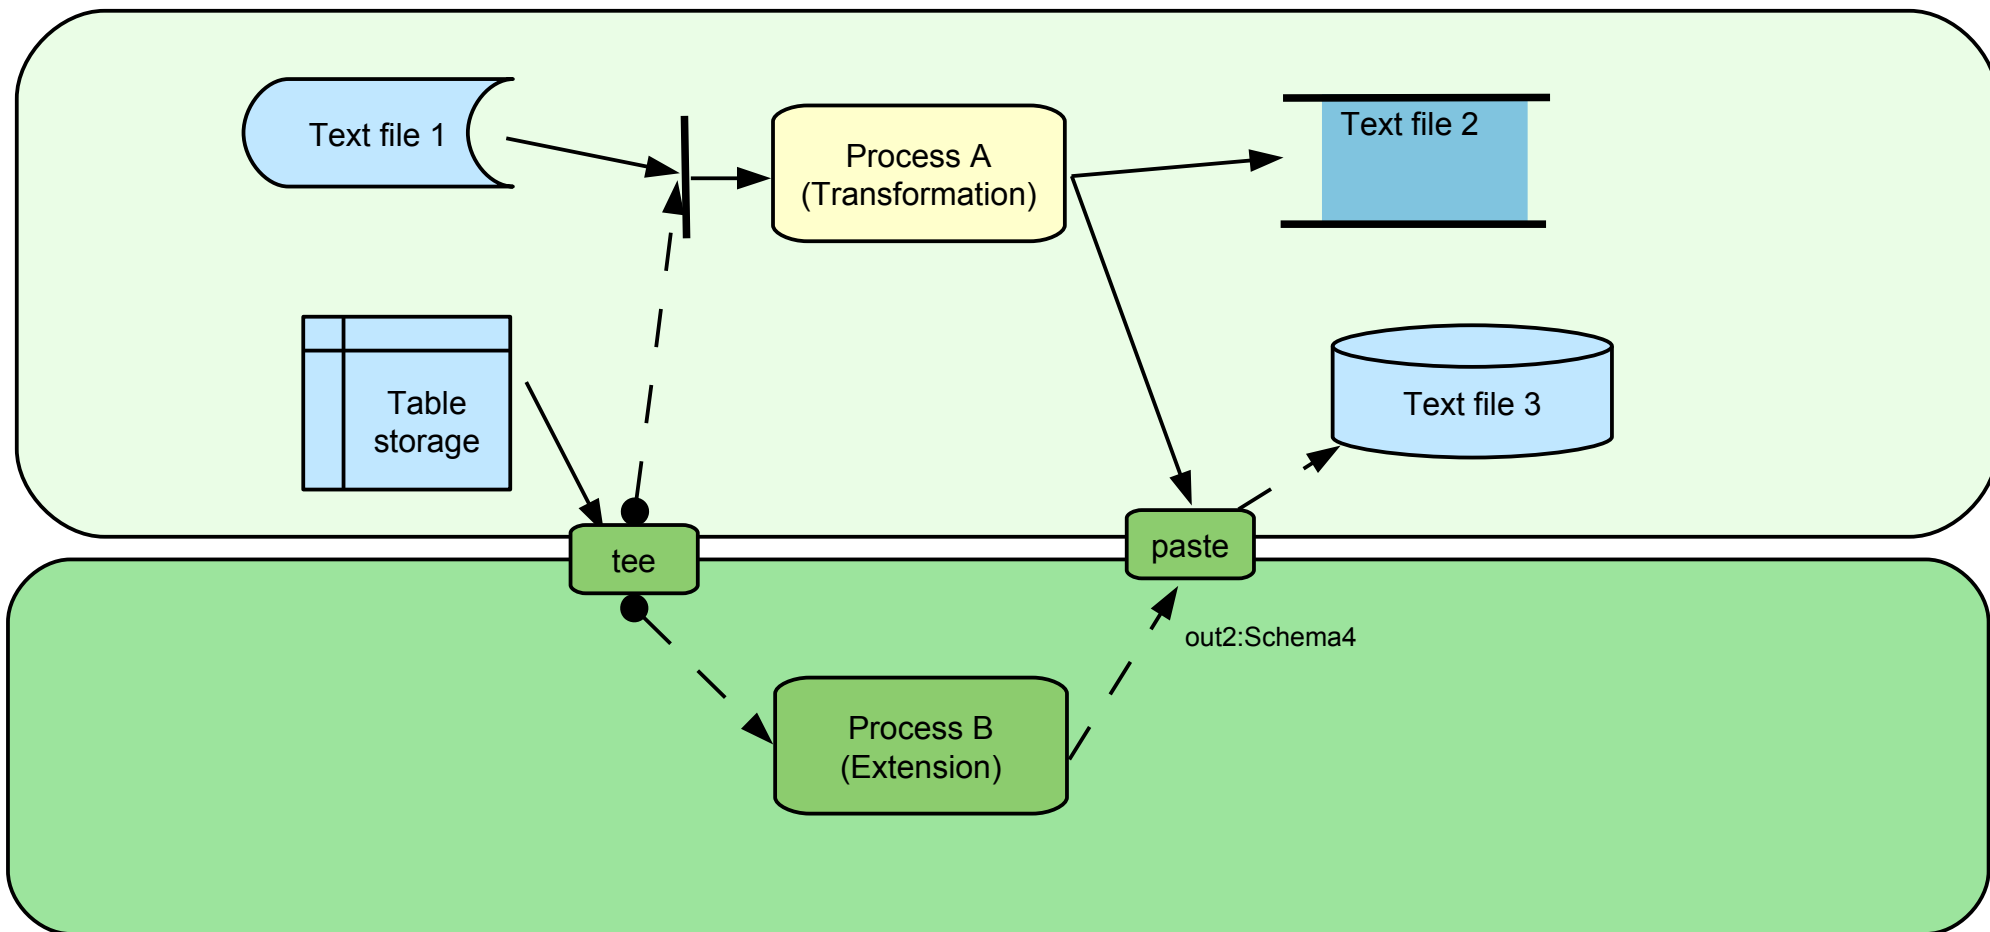 Text file 1
Process A
(Transformation)
Text file 2
Table
storage
Text file 3
tee
paste
out2:Schema4
Process B
(Extension)